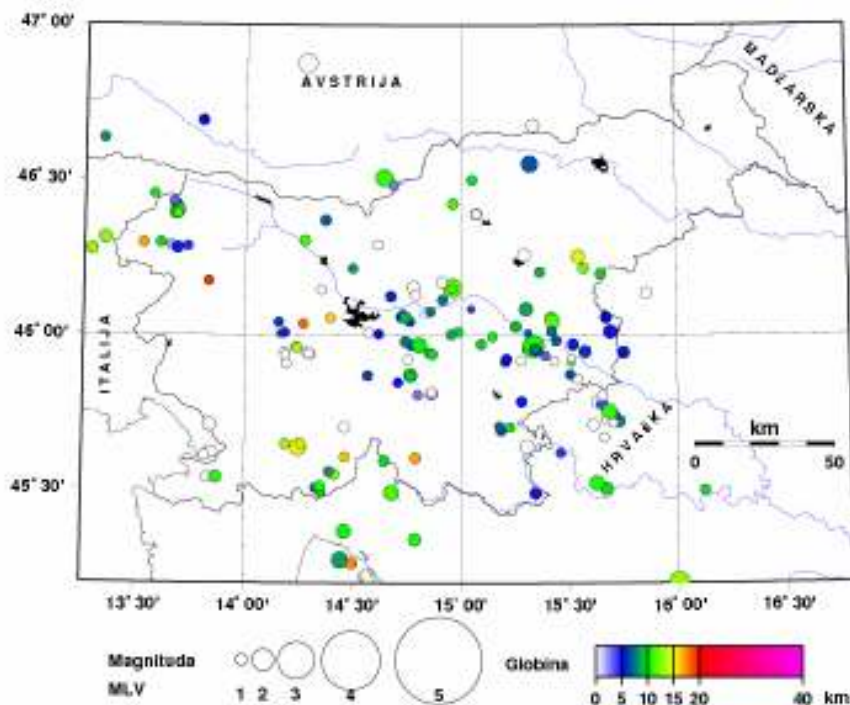 47° 00'
AVSTRIJA
MADŽARSKA
46° 30'
46° 00'
ITALIJA
HRVAŠKA
km
0 50
45° 30'
13° 30' 14° 00' 14° 30' 15° 00' 15° 30' 16° 00' 16° 30'
Magnituda
MLV
1 2 3 4 5
Globina
0 5 10 15 20 40 km